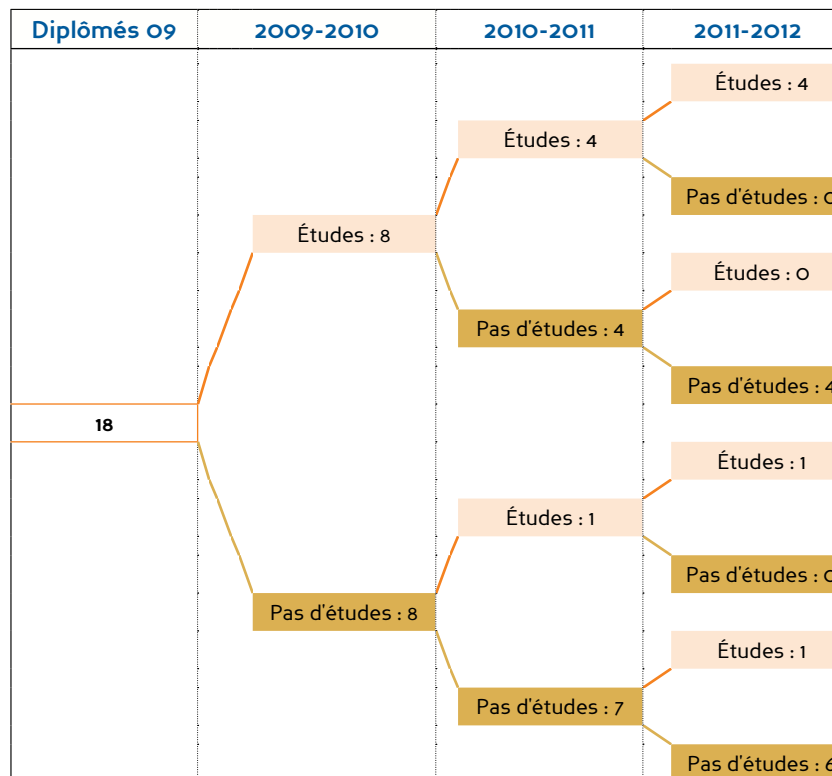 Diplômés 09 2009-2010 2010-2011 2011-2012
Études : 4
Études : 4
Pas d'études : 0
Études : 8
Études : 0
Pas d'études : 4
Pas d'études : 4
18
Études : 1
Études : 1
Pas d'études : 0
Pas d'études : 8
Études : 1
Pas d'études : 7
Pas d'études : 6